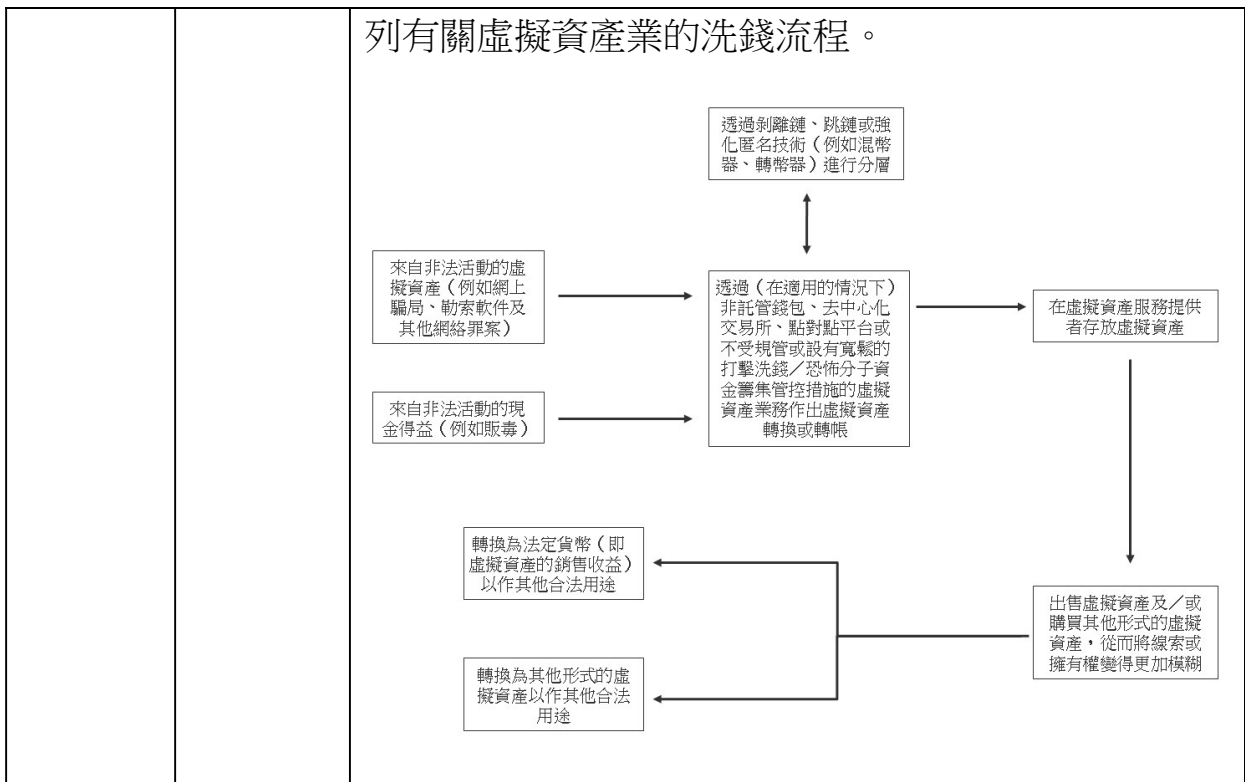 列有關虛擬資產業的洗錢流程。
透過剝離鏈、跳鏈或強
化匿名技術（例如混幣
器、轉幣器）進行分層
來自非法活動的虛
擬資產（例如網上
騙局、勒索軟件及
其他網絡罪案）
來自非法活動的現
金得益（例如販毒）
透過（在適用的情況下）
非託管錢包、去中心化
交易所、點對點平台或
不受規管或設有寬鬆的
打擊洗錢／恐怖分子資
金籌集管控措施的虛擬
資產業務作出虛擬資產
轉換或轉帳
在虛擬資產服務提供
者存放虛擬資產
出售虛擬資產及／或
購買其他形式的虛擬
資產，從而將線索或
擁有權變得更加模糊
轉換為法定貨幣（即
虛擬資產的銷售收益）
以作其他合法用途
轉換為其他形式的虛
擬資產以作其他合法
用途